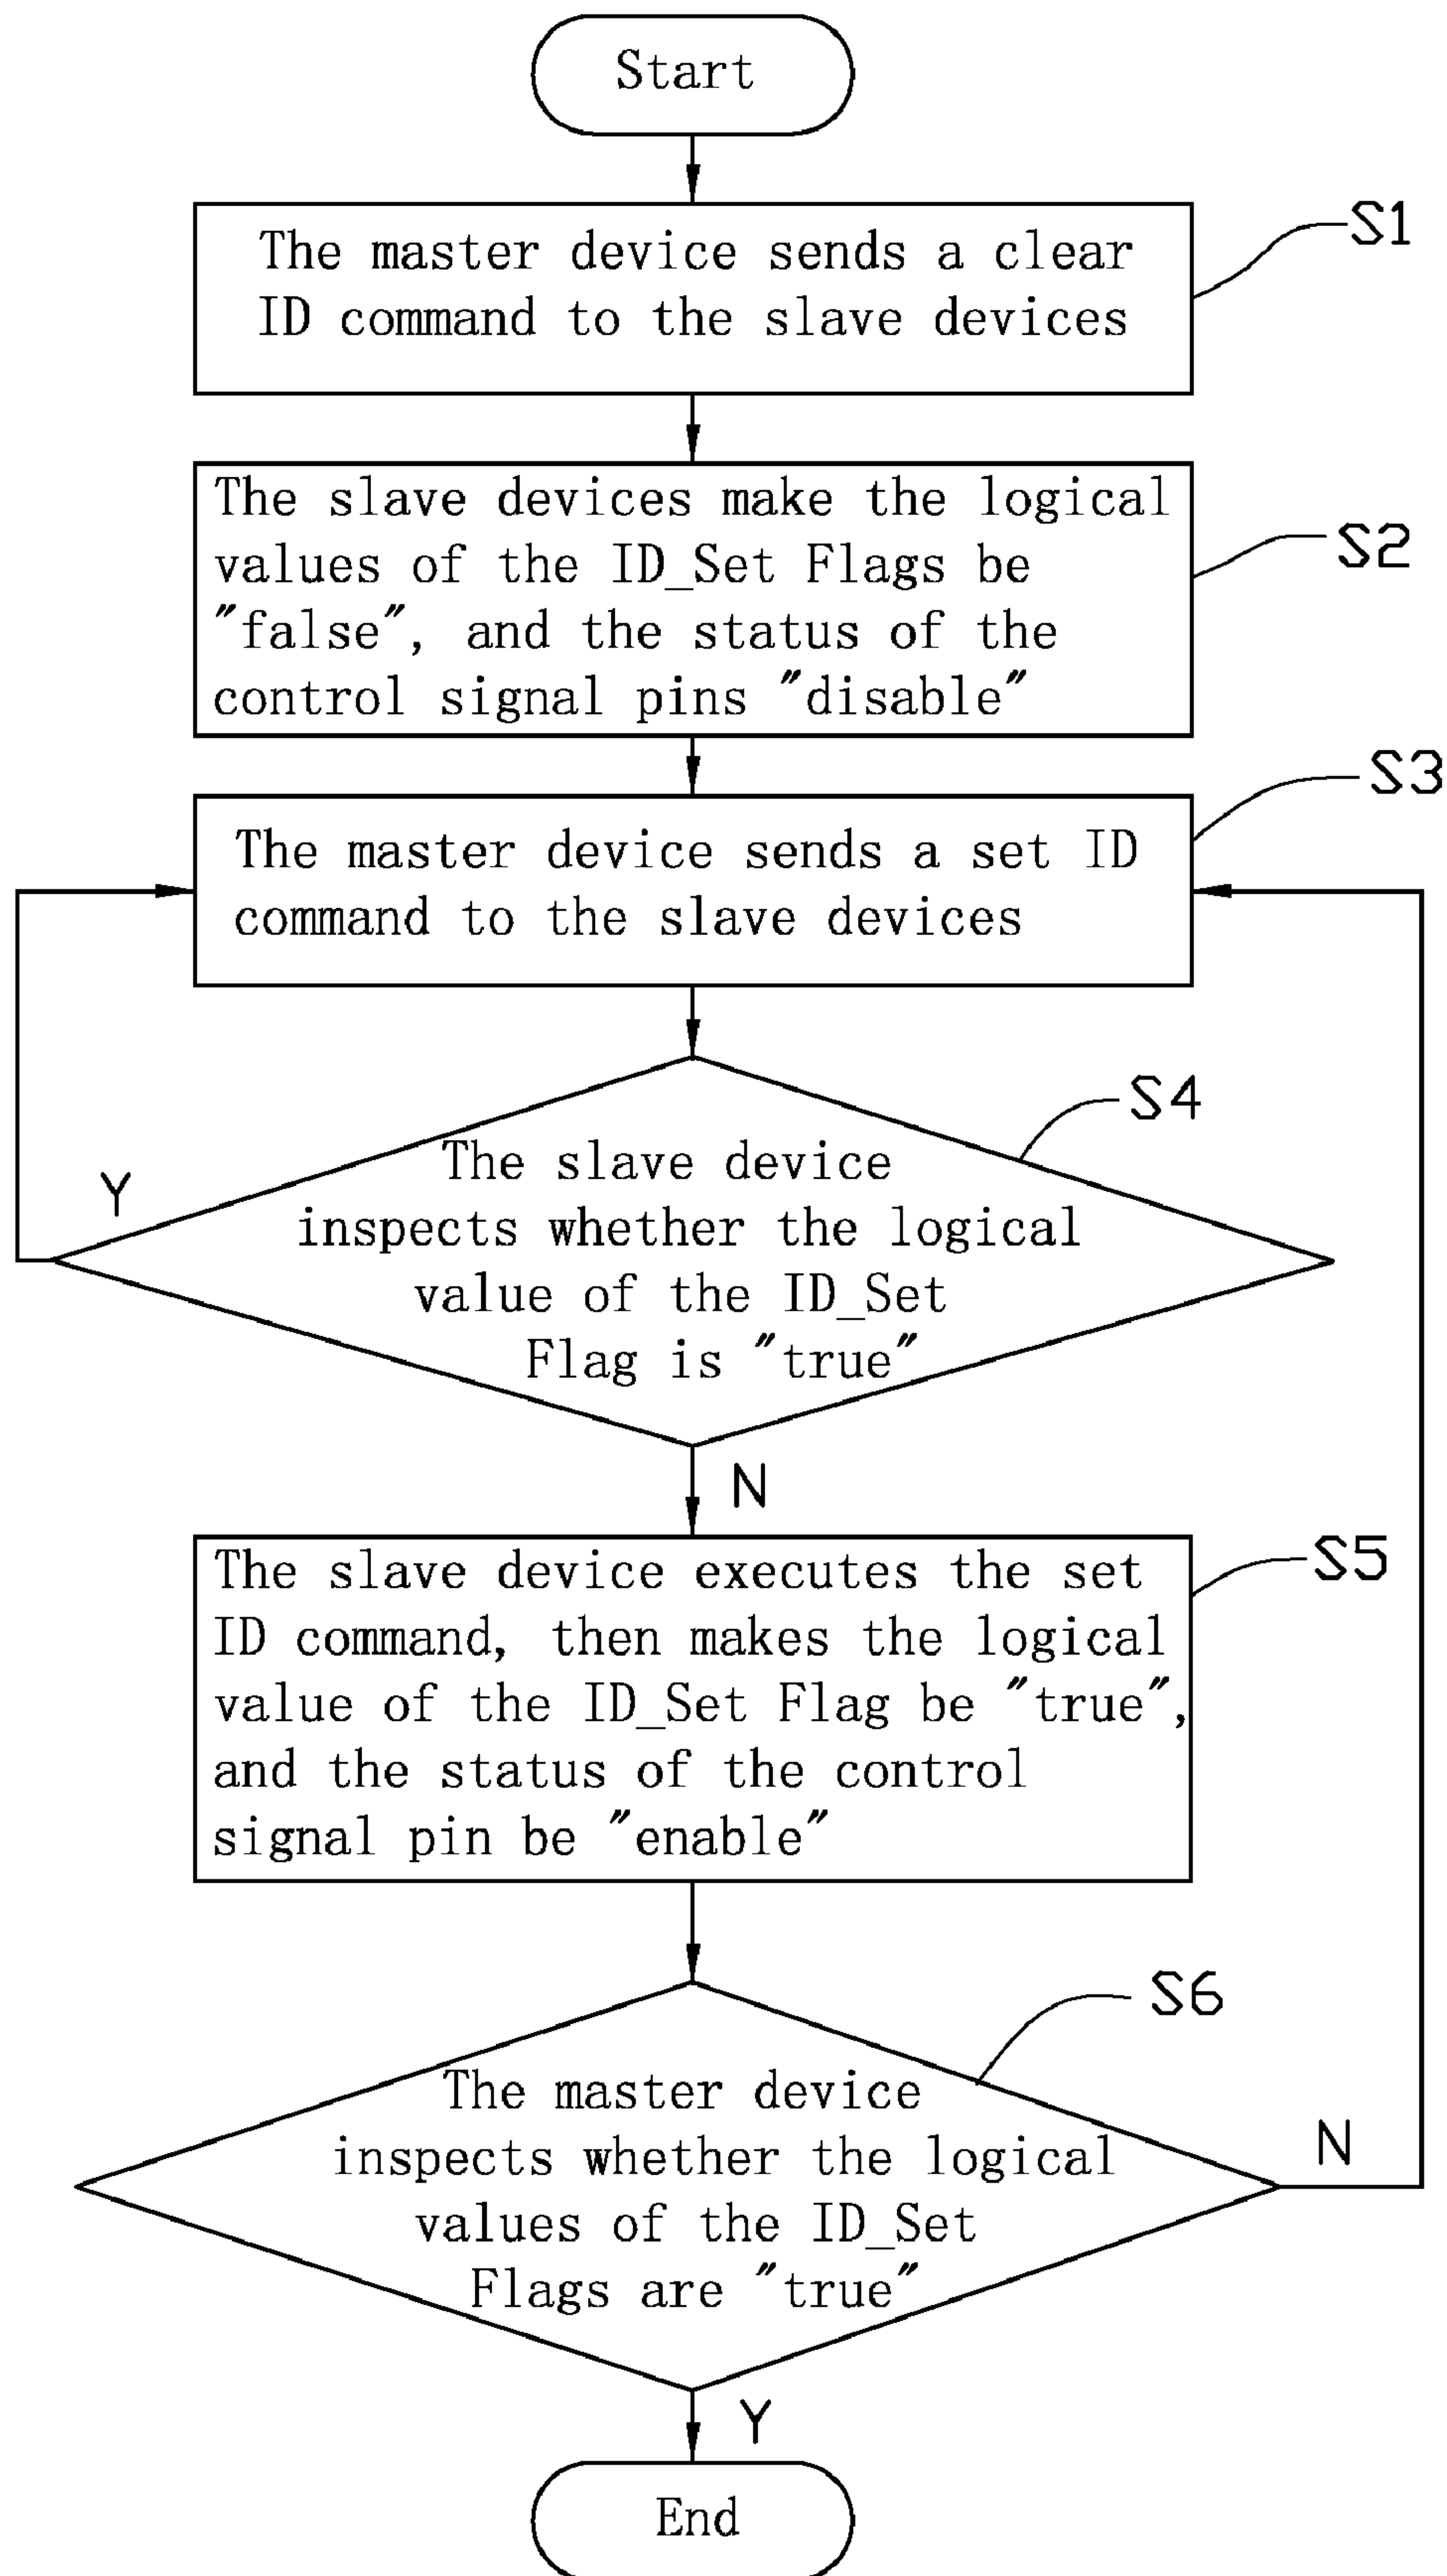 Start
The master device sends a clear
ID command to the slave devices
S1
The slave devices make the logical
values of the ID_Set Flags be
"false", and the status of the
control signal pins "disable"
S2
The master device sends a set ID
command to the slave devices
S3
The slave device
inspects whether the logical
value of the ID_Set
Flag is "true"
S4
Y
N
The slave device executes the set
ID command, then makes the logical
value of the ID_Set Flag be "true",
and the status of the control
signal pin be "enable"
S5
The master device
inspects whether the logical
values of the ID_Set
Flags are "true"
S6
N
Y
End